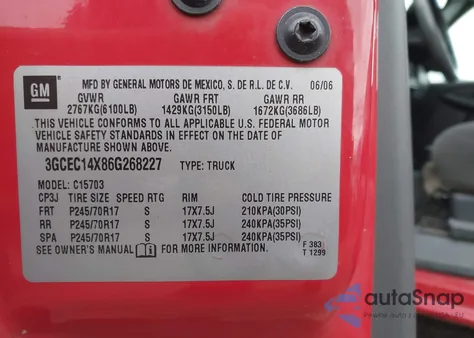 GM
MFD BY GENERAL MOTORS DE MEXICO, S. DE R.L. DE C.V. 06/06
GVWR GAWR FRT GAWR RR
2767KG(6100LB) 1429KG(3150LB) 1672KG(3686LB)
THIS VEHICLE CONFORMS TO ALL APPLICABLE U.S. FEDERAL MOTOR
VEHICLE SAFETY STANDARDS IN EFFECT ON THE DATE OF
MANUFACTURE SHOWN ABOVE.
3GCEC14X86G268227 TYPE: TRUCK
MODEL: C15703
CP3J TIRE SIZE SPEED RTG RIM COLD TIRE PRESSURE
FRT P245/70R17 S 17X7.5J 210KPA(30PSI)
RR P245/70R17 S 17X7.5J 240KPA(35PSI)
SPA P245/70R17 S 17X7.5J 240KPA(35PSI)
SEE OWNER'S MANUAL FOR MORE INFORMATION. F 383
T 1299
autoSnap